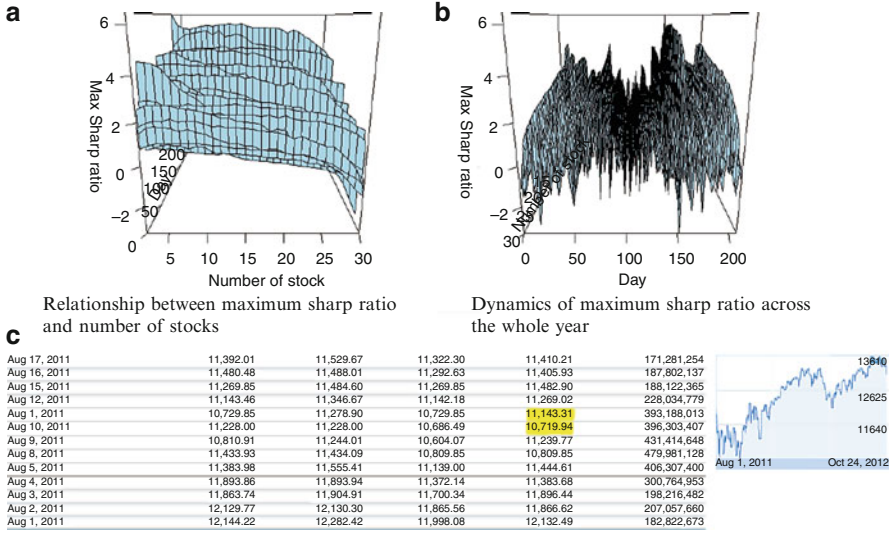 a
6
4
2
0
−2
0
Max Sharp ratio
200
150
100
50
Day
5 10 15 20 25 30
Number of stock
Relationship between maximum sharp ratio
and number of stocks
b
6
4
2
0
−2
30
Max Sharp ratio
Number of stock
0 50 100 150 200
Day
Dynamics of maximum sharp ratio across
the whole year
c
Aug 17, 2011 11,392.01 11,529.67 11,322.30 11,410.21 171,281,254
Aug 16, 2011 11,480.48 11,488.01 11,292.63 11,405.93 187,802,137
Aug 15, 2011 11,269.85 11,484.60 11,269.85 11,482.90 188,122,365
Aug 12, 2011 11,143.46 11,346.67 11,142.18 11,269.02 228,034,779
Aug 1, 2011 10,729.85 11,278.90 10,729.85 11,143.31 393,188,013
Aug 10, 2011 11,228.00 11,228.00 10,686.49 10,719.94 396,303,407
Aug 9, 2011 10,810.91 11,244.01 10,604.07 11,239.77 431,414,648
Aug 8, 2011 11,433.93 11,434.09 10,809.85 10,809.85 479,981,128
Aug 5, 2011 11,383.98 11,555.41 11,139.00 11,444.61 406,307,400
Aug 4, 2011 11,893.86 11,893.94 11,372.14 11,383.68 300,764,953
Aug 3, 2011 11,863.74 11,904.91 11,700.34 11,896.44 198,216,482
Aug 2, 2011 12,129.77 12,130.30 11,865.56 11,866.62 207,057,660
Aug 1, 2011 12,144.22 12,282.42 11,998.08 12,132.49 182,822,673
13610
12625
11640
Aug 1, 2011 Oct 24, 2012